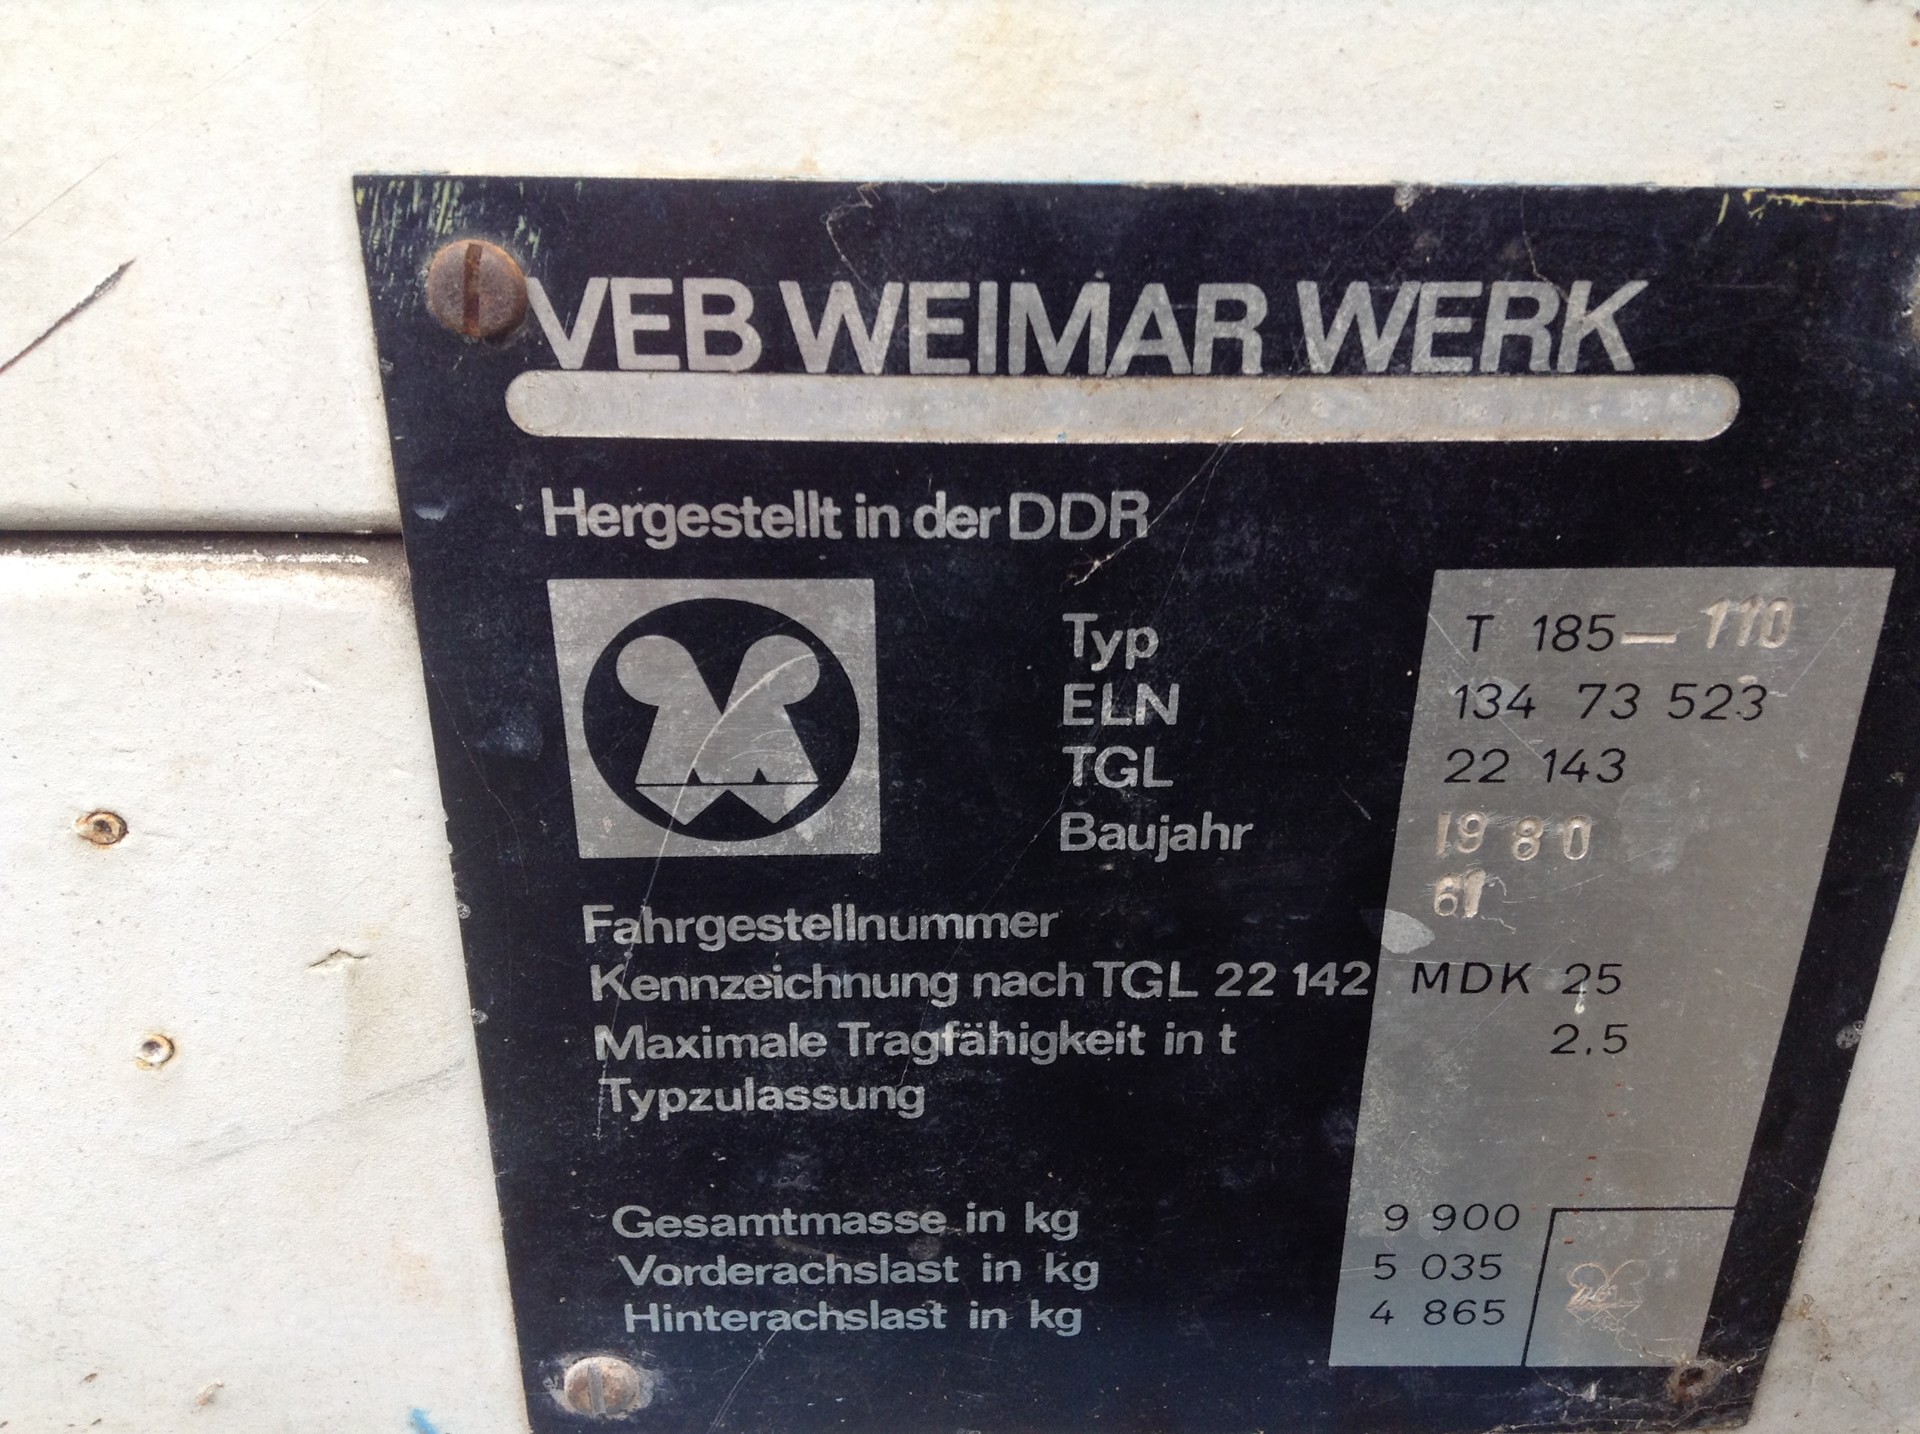 VEB WEIMAR WERK
Hergestellt in der DDR
Typ T 185 — 110
ELN 134 73 523
TGL 22 143
Baujahr 1980
Fahrgestellnummer 61
Kennzeichnung nach TGL 22 142 MDK 25
Maximale Tragfähigkeit in t 2.5
Typzulassung
Gesamtmasse in kg 9 900
Vorderachslast in kg 5 035
Hinterachslast in kg 4 865